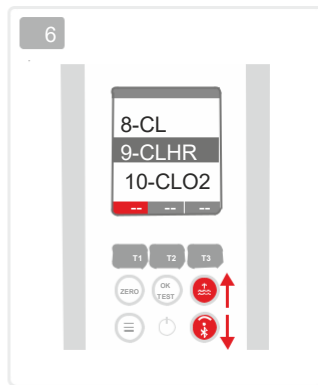 6
8-CL
9-CLHR
10-CLO2
-- -- --
T1 T2 T3
ZERO OK TEST